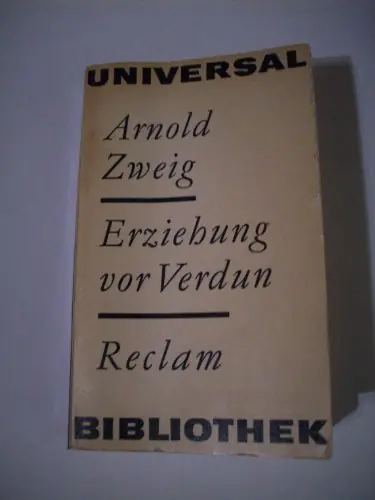 UNIVERSAL
Arnold
Zweig
Erziehung
vor Verdun
Reclam
BIBLIOTHEK